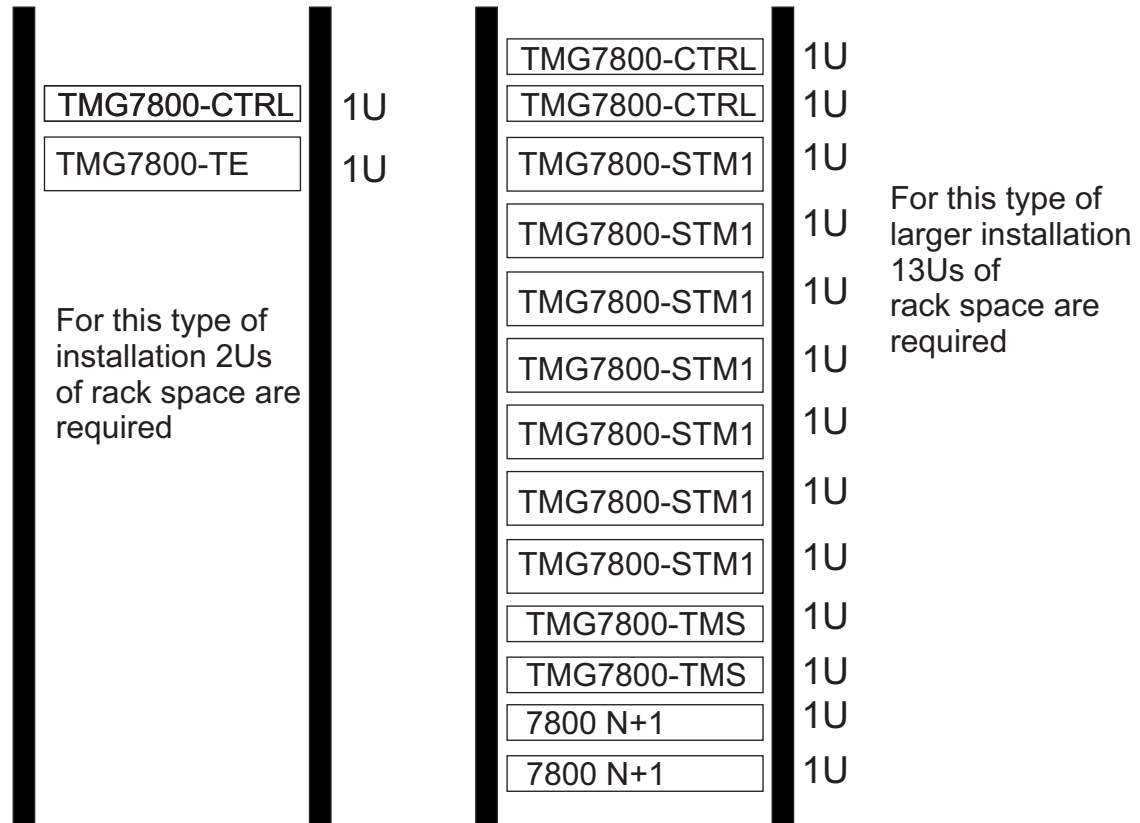 TMG7800-CTRL 1U
TMG7800-TE 1U
For this type of
installation 2Us
of rack space are
required
TMG7800-CTRL 1U
TMG7800-CTRL 1U
TMG7800-STM1 1U
TMG7800-STM1 1U
TMG7800-STM1 1U
TMG7800-STM1 1U
TMG7800-STM1 1U
TMG7800-STM1 1U
TMG7800-STM1 1U
TMG7800-TMS 1U
TMG7800-TMS 1U
7800 N+1 1U
7800 N+1 1U
For this type of
larger installation
13Us of
rack space are
required